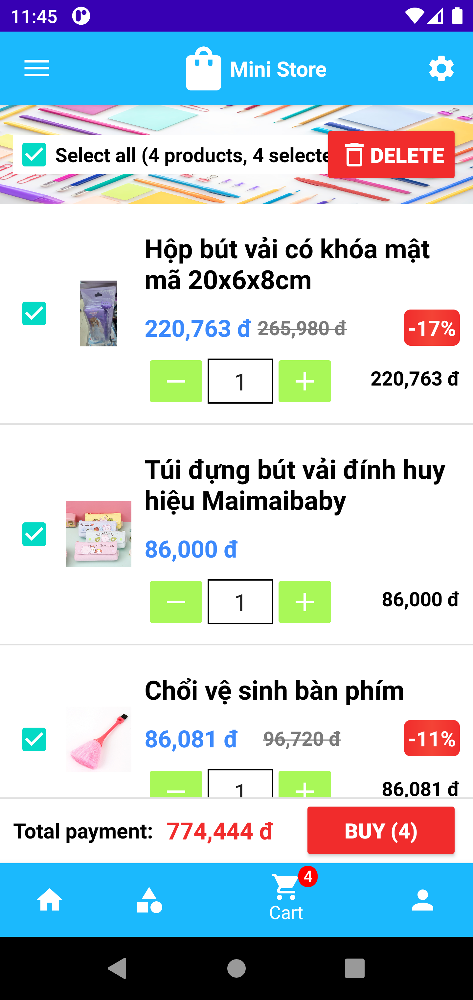 11:45
Mini Store
Select all (4 products, 4 selecte
DELETE
Hộp bút vải có khóa mật
mã 20x6x8cm
220,763 đ 265,980 đ -17%
1 220,763 đ
Túi đựng bút vải đính huy
hiệu Maimaibaby
86,000 đ
1 86,000 đ
Chổi vệ sinh bàn phím
86,081 đ 96,720 đ -11%
1 86,081 đ
Total payment: 774,444 đ BUY (4)
4
Cart